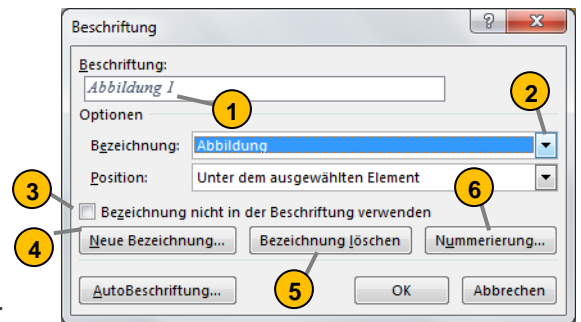 Beschriftung
?
X
Beschriftung:
Abbildung 1
1
2
Optionen
Bezeichnung: Abbildung
Position: Unter dem ausgewählten Element
3
6
Bezeichnung nicht in der Beschriftung verwenden
4
Neue Bezeichnung... Bezeichnung löschen Nummerierung...
5
AutoBeschriftung... OK Abbrechen
.